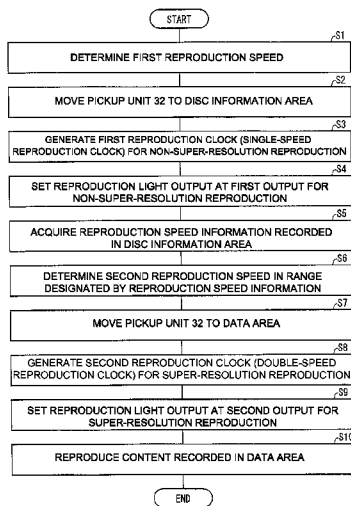 START
S1
DETERMINE FIRST REPRODUCTION SPEED
S2
MOVE PICKUP UNIT 32 TO DISC INFORMATION AREA
S3
GENERATE FIRST REPRODUCTION CLOCK (SINGLE-SPEED
REPRODUCTION CLOCK) FOR NON-SUPER-RESOLUTION REPRODUCTION
S4
SET REPRODUCTION LIGHT OUTPUT AT FIRST OUTPUT FOR
NON-SUPER-RESOLUTION REPRODUCTION
S5
ACQUIRE REPRODUCTION SPEED INFORMATION RECORDED
IN DISC INFORMATION AREA
S6
DETERMINE SECOND REPRODUCTION SPEED IN RANGE
DESIGNATED BY REPRODUCTION SPEED INFORMATION
S7
MOVE PICKUP UNIT 32 TO DATA AREA
S8
GENERATE SECOND REPRODUCTION CLOCK (DOUBLE-SPEED
REPRODUCTION CLOCK) FOR SUPER-RESOLUTION REPRODUCTION
S9
SET REPRODUCTION LIGHT OUTPUT AT SECOND OUTPUT FOR
SUPER-RESOLUTION REPRODUCTION
S10
REPRODUCE CONTENT RECORDED IN DATA AREA
END